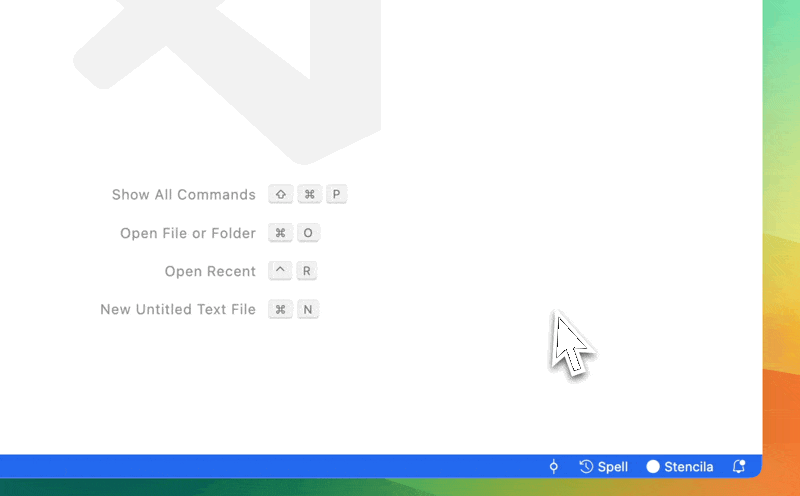 Show All Commands ⇧ ⌘ P
Open File or Folder ⌘ O
Open Recent ^ R
New Untitled Text File ⌘ N
Spell Stencila